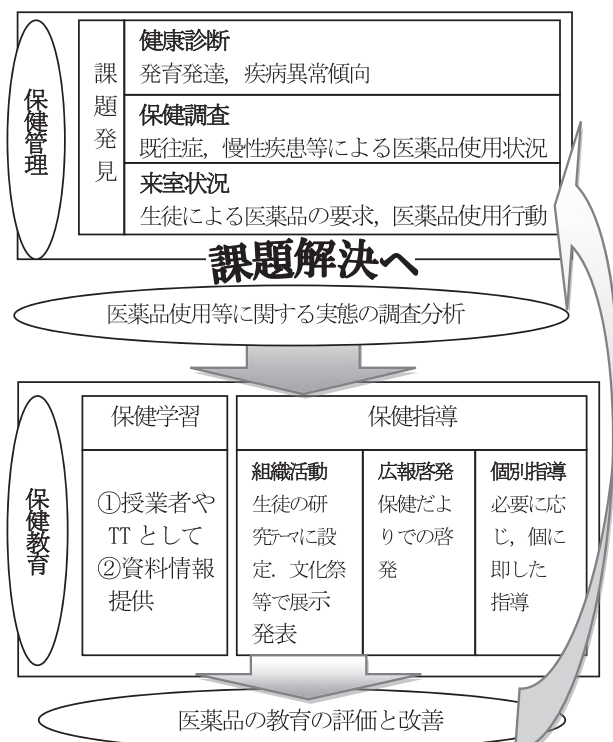 保健管理
課題発見
健康診断
発育発達，疾病異常傾向
保健調査
既往症，慢性疾患等による医薬品使用状況
来室状況
生徒による医薬品の要求，医薬品使用行動
課題解決へ
医薬品使用等に関する実態の調査分析
保健教育
保健学習
①授業者や
TTとして
②資料情報
提供
保健指導
組織活動
生徒の研
究テーマに設
定．文化祭
等で展示
発表
広報啓発
保健だよ
りでの啓
発
個別指導
必要に応
じ，個に
即した
指導
医薬品の教育の評価と改善